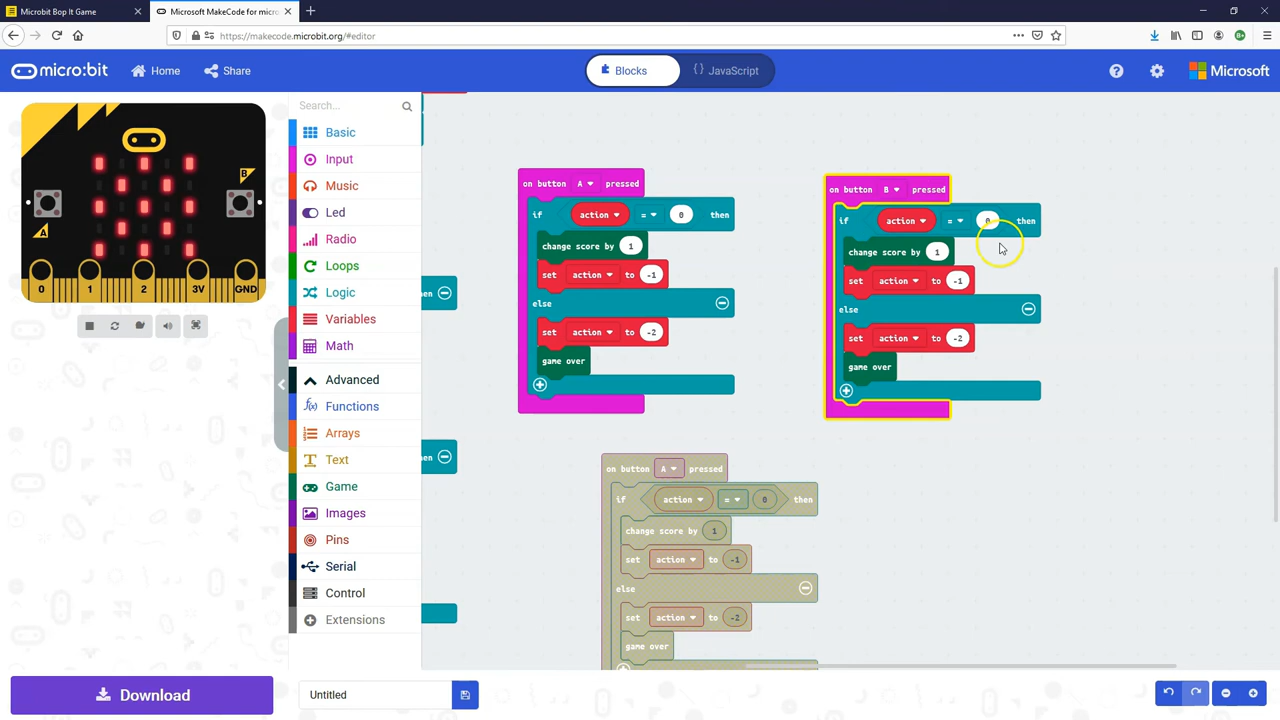 Microbit Bop It Game
Microsoft MakeCode for micro
https://makecode.microbit.org/#editor
micro:bit
Home
Share
Blocks
{} JavaScript
Microsoft
Search...
Basic
Input
Music
Led
Radio
Loops
Logic
Variables
Math
Advanced
Functions
Arrays
Text
Game
Images
Pins
Serial
Control
Extensions
A
B
0 1 2 3V GND
Download
Untitled
on button A pressed
if action = 0 then
change score by 1
set action to -1
else
set action to -2
game over
on button B pressed
if action = 0 then
change score by 1
set action to -1
else
set action to -2
game over
on button A pressed
if action = 0 then
change score by 1
set action to -1
else
set action to -2
game over